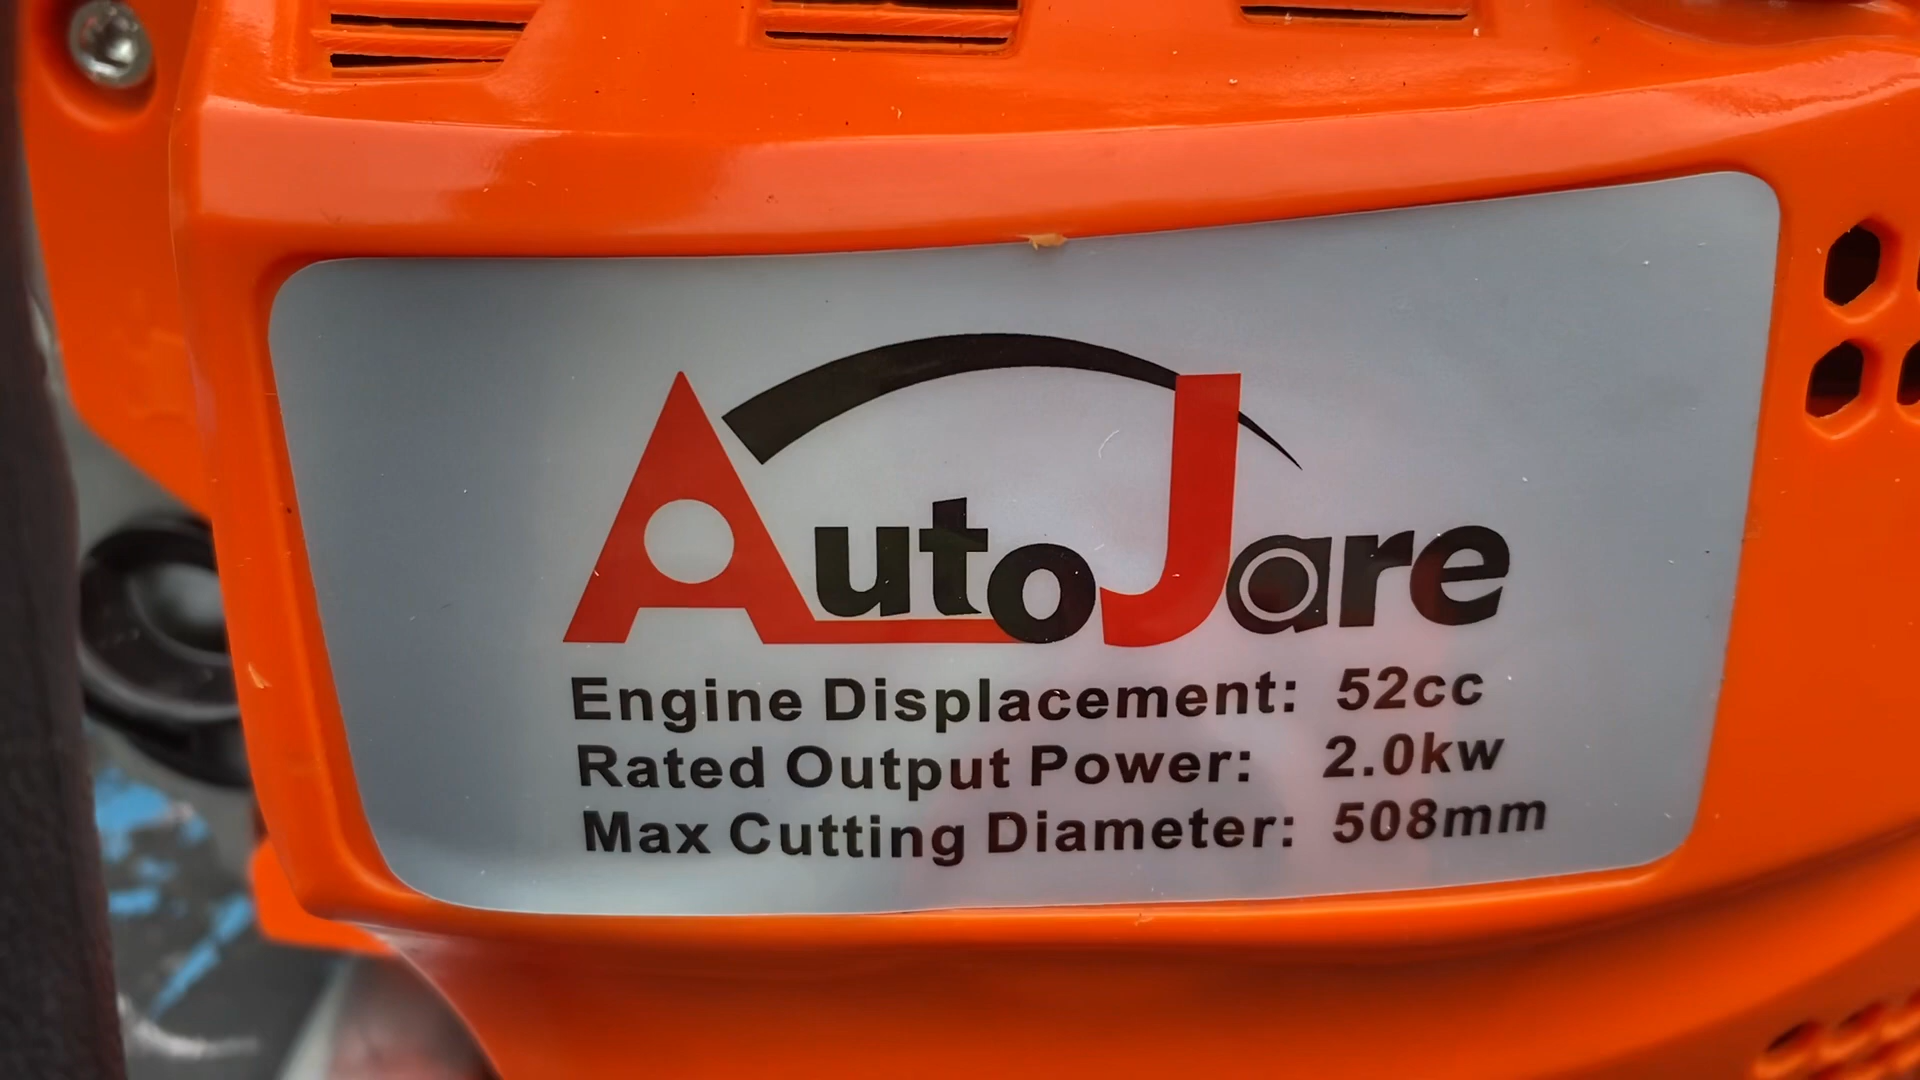 AutoJare
Engine Displacement: 52cc
Rated Output Power: 2.0kw
Max Cutting Diameter: 508mm